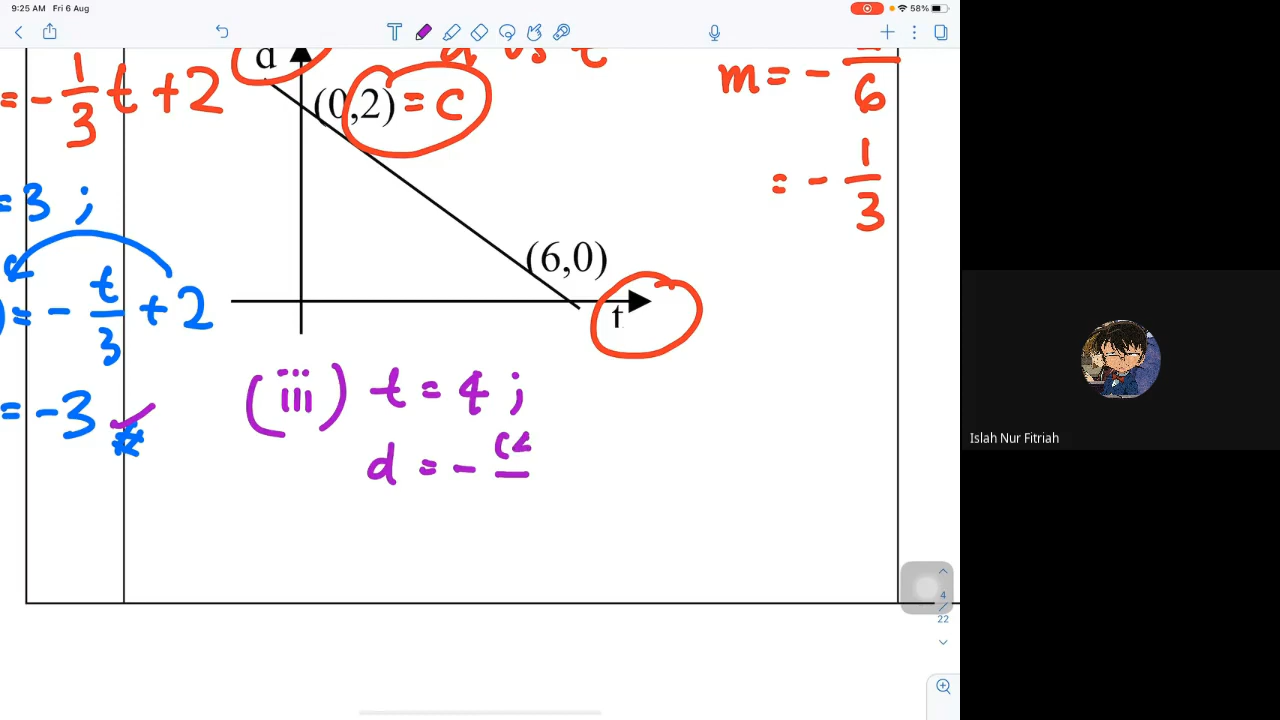 9:25 AM Fri 6 Aug
58%
d
d vs t
= - 1/3 t + 2
(0,2) = c
m = - /6
= - 1/3
= 3 ;
(6,0)
= - t/3 + 2
t
= -3
(iii) t = 4 ;
d = -
Islah Nur Fitriah
4
/
22